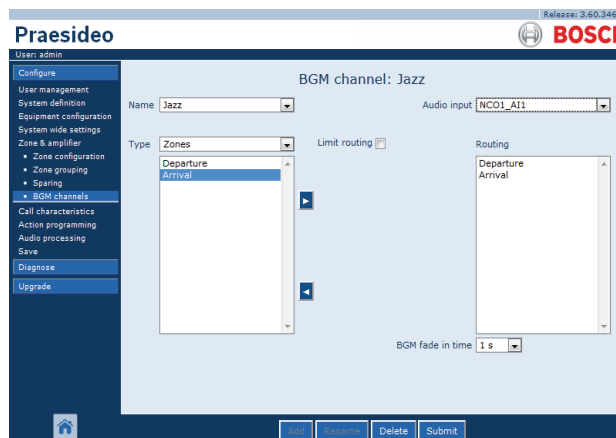 Release: 3.60.346
Praesideo
BOSCH
User: admin
Configure
User management
System definition
Equipment configuration
System wide settings
Zone & amplifier
• Zone configuration
• Zone grouping
• Sparing
• BGM channels
Call characteristics
Action programming
Audio processing
Save
Diagnose
Upgrade
BGM channel: Jazz
Name Jazz
Audio input NCO1_AI1
Type Zones
Limit routing
Routing
Departure
Arrival
Departure
Arrival
BGM fade in time 1 s
Add Rename Delete Submit